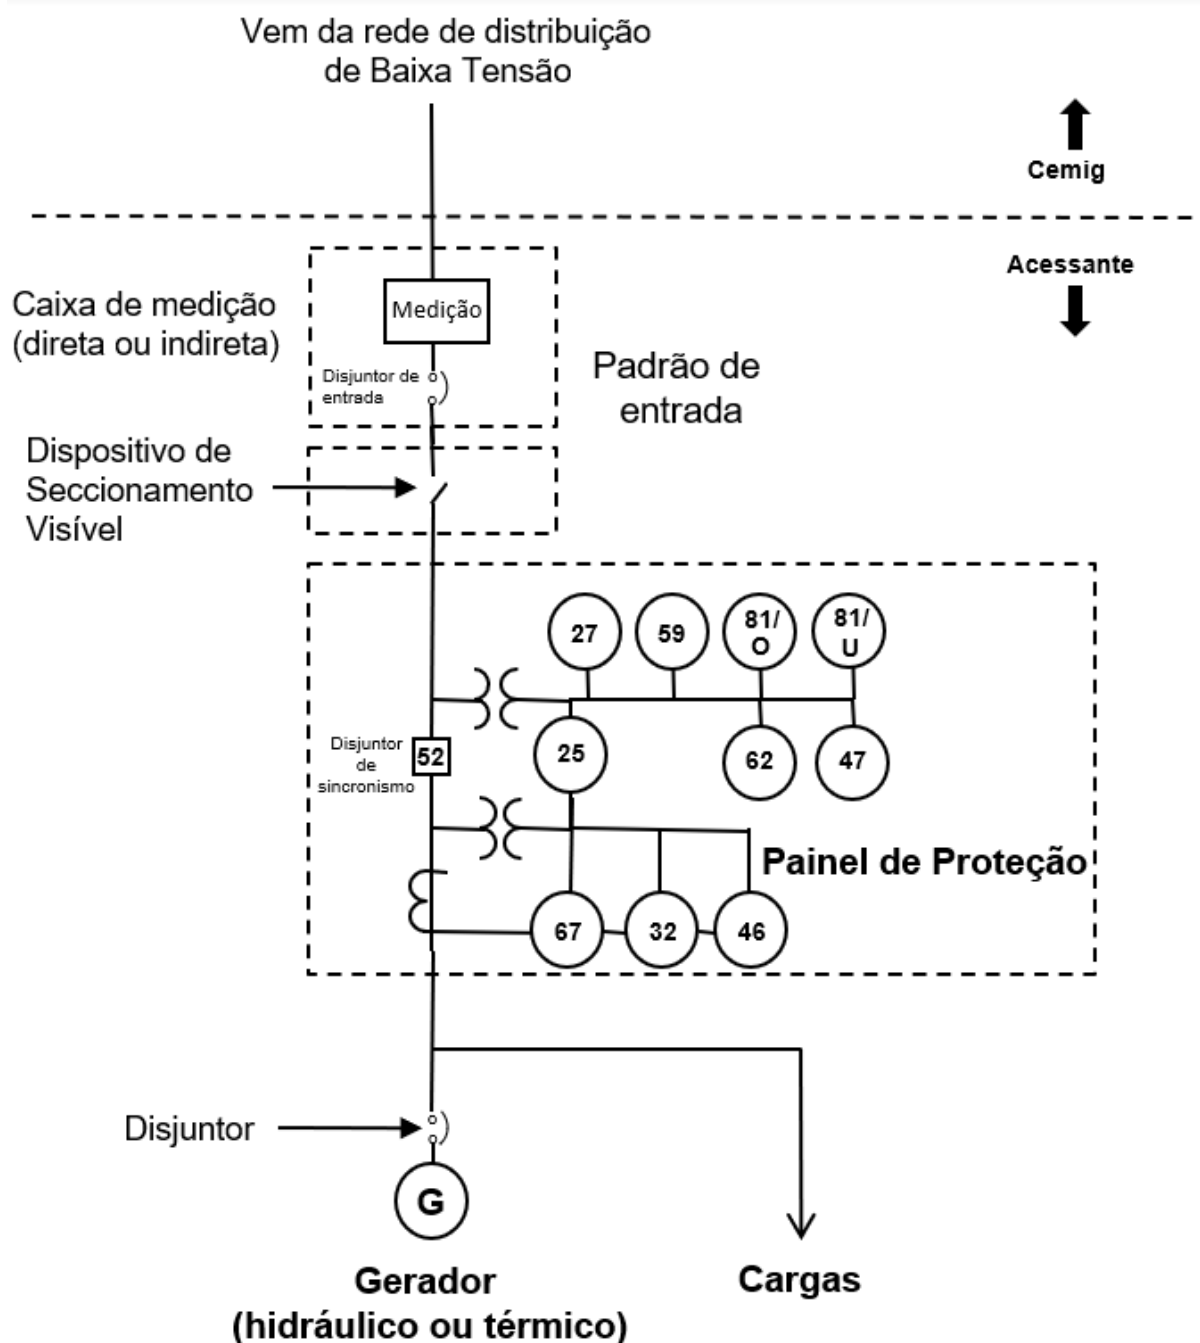 Vem da rede de distribuição
de Baixa Tensão
Cemig
Acessante
Caixa de medição
(direta ou indireta)
Medição
Disjuntor de
entrada
Padrão de
entrada
Dispositivo de
Seccionamento
Visível
27
59
81/
O
81/
U
Disjuntor
de
sincronismo
52
25
62
47
Painel de Proteção
67
32
46
Disjuntor
G
Gerador
(hidráulico ou térmico)
Cargas